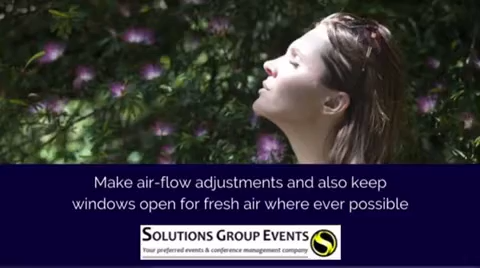 Make air-flow adjustments and also keep
windows open for fresh air where ever possible
SOLUTIONS GROUP EVENTS
Your preferred events & conference management company